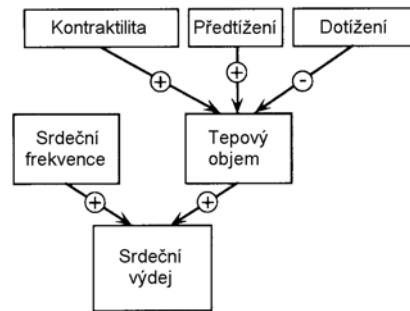 Kontraktilita
Předtížení
Dotížení
+
+
-
Srdeční
frekvence
Tepový
objem
+
+
Srdeční
výdej